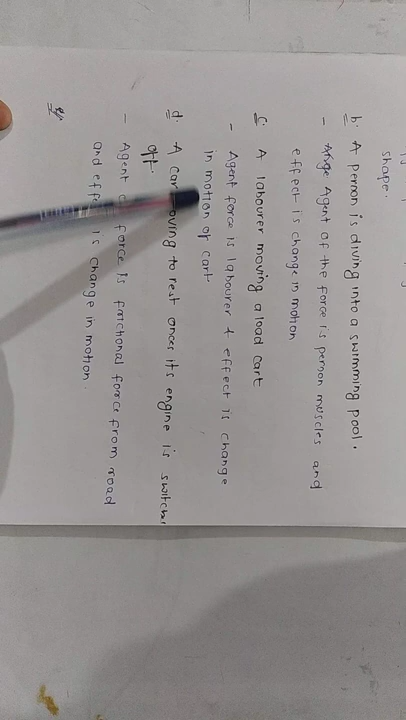 shape.
b. A person is diving into a swimming pool.
- Agent of the force is person muscles and
effect is change in motion
c. A labourer moving a load cart
- Agent force is labourer & effect is change
in motion of cart
d. A car moving to rest once its engine is switch
off.
- Agent of force is frictional force from road
and effect is change in motion.